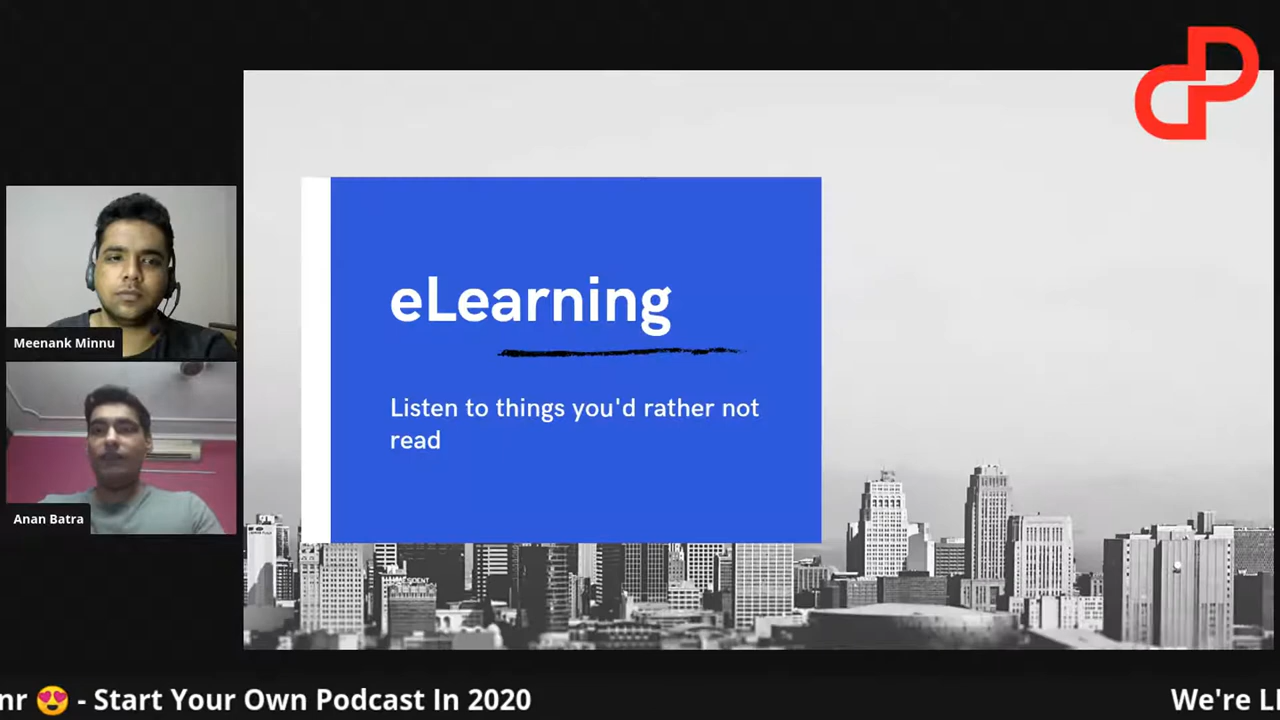 Meenank Minnu
Anan Batra
eLearning
Listen to things you'd rather not
read
nr 😍 - Start Your Own Podcast In 2020
We're LI